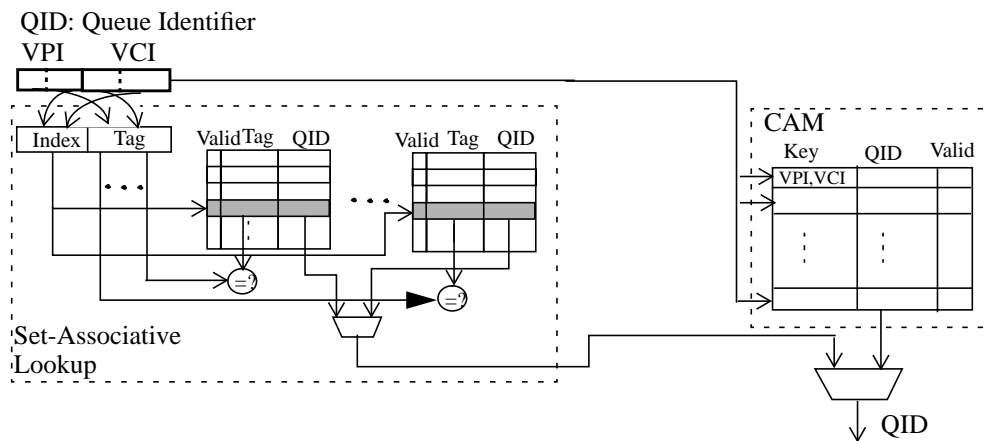 QID: Queue Identifier
VPI VCI
Index Tag
Valid Tag QID
Valid Tag QID
=?
=?
Set-Associative
Lookup
CAM
Key QID Valid
VPI,VCI
QID